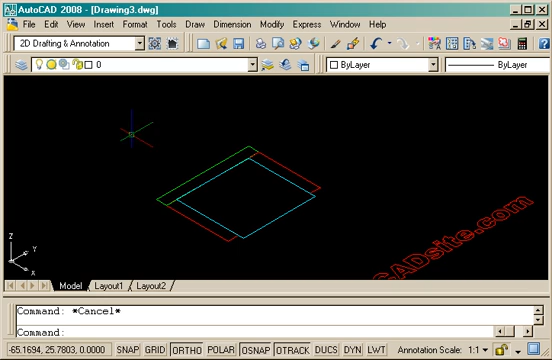 AutoCAD 2008 - [Drawing3.dwg]
File Edit View Insert Format Tools Draw Dimension Modify Express Window Help
2D Drafting & Annotation
0 ByLayer ByLayer
CADsite.com
Z
Y
X
Model Layout1 Layout2
Command: *Cancel*
Command:
-65.1694, 25.7803, 0.0000 SNAP GRID ORTHO POLAR OSNAP OTRACK DUCS DYN LWT Annotation Scale: 1:1